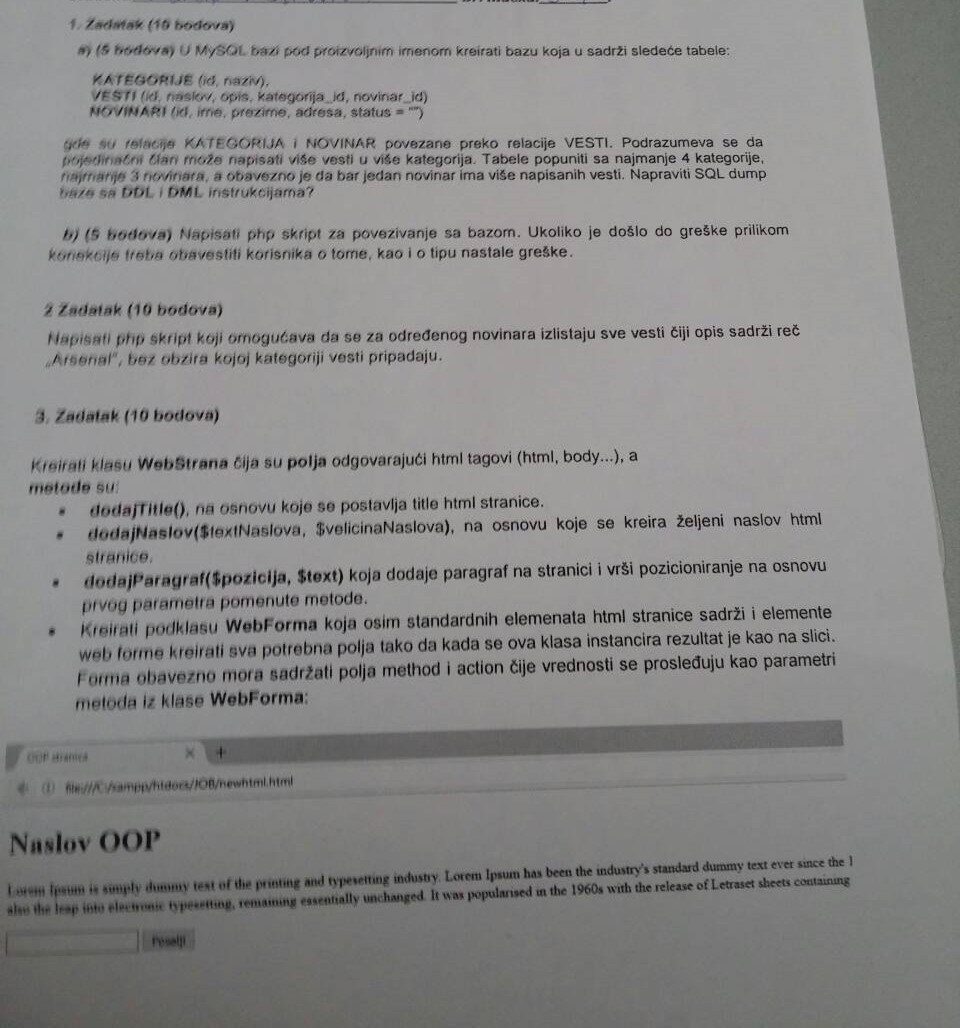 1. Zadatak (10 bodova)
a) (5 bodova) U MySQL bazi pod proizvoljnim imenom kreirati bazu koja u sadrži sledeće tabele:
KATEGORIJE (id, naziv),
VESTI (id, naslov, opis, kategorija_id, novinar_id)
NOVINARI (id, ime, prezime, adresa, status = "")
gde su relacije KATEGORIJA i NOVINAR povezane preko relacije VESTI. Podrazumeva se da
pojedinačni član može napisati više vesti u više kategorija. Tabele popuniti sa najmanje 4 kategorije,
najmanje 3 novinara, a obavezno je da bar jedan novinar ima više napisanih vesti. Napraviti SQL dump
baze sa DDL i DML instrukcijama?
b) (5 bodova) Napisati php skript za povezivanje sa bazom. Ukoliko je došlo do greške prilikom
konekcije treba obavestiti korisnika o tome, kao i o tipu nastale greške.
2 Zadatak (10 bodova)
Napisati php skript koji omogućava da se za određenog novinara izlistaju sve vesti čiji opis sadrži reč
„Arsenal", bez obzira kojoj kategoriji vesti pripadaju.
3. Zadatak (10 bodova)
Kreirati klasu WebStrana čija su polja odgovarajući html tagovi (html, body...), a
metode su:
• dodajTitle(), na osnovu koje se postavlja title html stranice.
• dodajNaslov($textNaslova, $velicinaNaslova), na osnovu koje se kreira željeni naslov html
stranice.
• dodajParagraf($pozicija, $text) koja dodaje paragraf na stranici i vrši pozicioniranje na osnovu
prvog parametra pomenute metode.
• Kreirati podklasu WebForma koja osim standardnih elemenata html stranice sadrži i elemente
web forme kreirati sva potrebna polja tako da kada se ova klasa instancira rezultat je kao na slici.
Forma obavezno mora sadržati polja method i action čije vrednosti se prosleđuju kao parametri
metoda iz klase WebForma:
OOP stranica × +
file:///C:/xampp/htdocs/JOB/newhtml.html
Naslov OOP
Lorem Ipsum is simply dummy text of the printing and typesetting industry. Lorem Ipsum has been the industry's standard dummy text ever since the 1
also the leap into electronic typesetting, remaining essentially unchanged. It was popularised in the 1960s with the release of Letraset sheets containing
Posalji